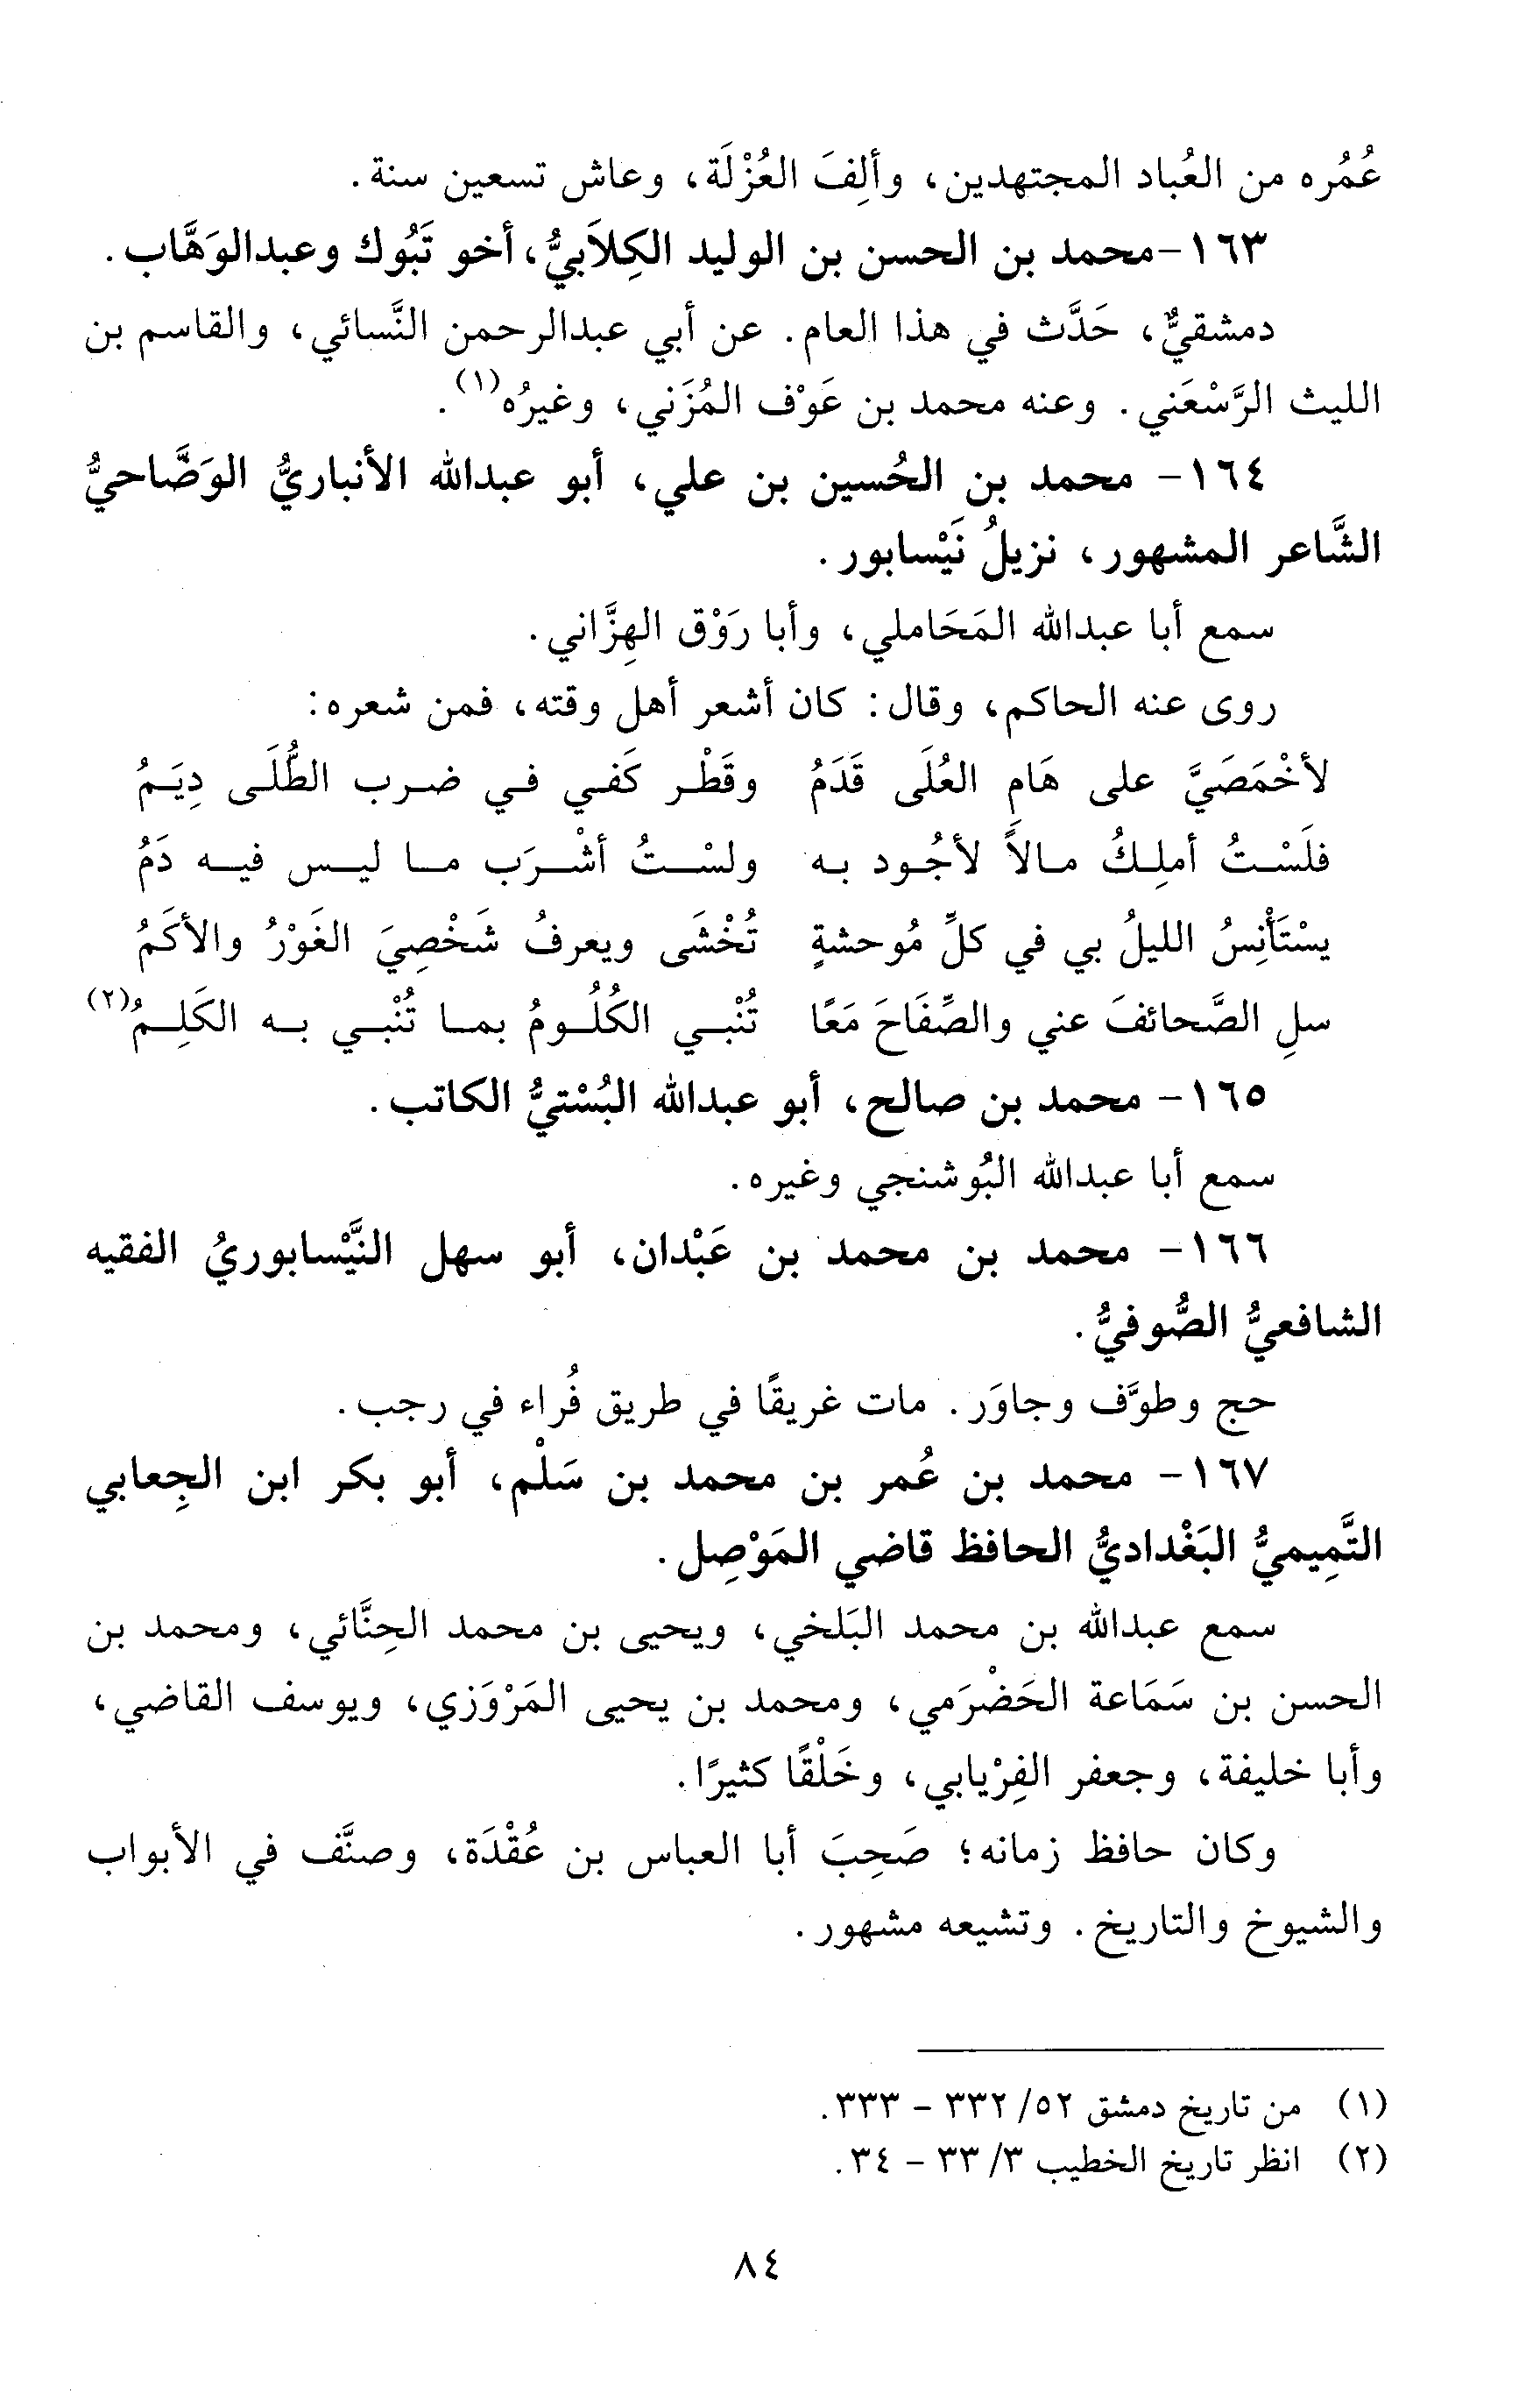 عُمُره من العُباد المجتهدين، وألِفَ العُزْلَة، وعاش تسعين سنة.
١٦٣-محمد بن الحسن بن الوليد الكِلاَبيُّ، أخو تَبُوك وعبدالوَهَّاب.
دمشقيٌّ، حَدَّث في هذا العام. عن أبي عبدالرحمن النَّسائي، والقاسم بن
الليث الرَّسْعَني. وعنه محمد بن عَوْف المُزَني، وغيرُه(١).
١٦٤- محمد بن الحُسين بن علي، أبو عبدالله الأنباريُّ الوَضَّاحيُّ
الشَّاعر المشهور، نزيلُ نَيْسابور.
سمع أبا عبدالله المَحَاملي، وأبا رَوْق الهِزَّاني.
روى عنه الحاكم، وقال: كان أشعر أهل وقته، فمن شعره:
لأخْمَصَيَّ على هَام العُلَى قَدَمُ وقَطْر كَفي في ضرب الطُّلَى دِيَمُ
فلَسْتُ أملِكُ مالاً لأجُود به ولسْتُ أشْرَب ما ليس فيه دَمُ
يسْتَأْنِسُ الليلُ بي في كلِّ مُوحشةٍ تُخْشَى ويعرفُ شَخْصِيَ الغَوْرُ والأكَمُ
سلِ الصَّحائفَ عني والصِّفَاحَ مَعًا تُنْبي الكُلُومُ بما تُنْبي به الكَلِمُ(٢)
١٦٥- محمد بن صالح، أبو عبدالله البُسْتيُّ الكاتب.
سمع أبا عبدالله البُوشنجي وغيره.
١٦٦- محمد بن محمد بن عَبْدان، أبو سهل النَّيْسابوريُ الفقيه
الشافعيُّ الصُّوفيُّ.
حج وطوَّف وجاوَر. مات غريقًا في طريق فُراء في رجب.
١٦٧- محمد بن عُمر بن محمد بن سَلْم، أبو بكر ابن الجِعابي
التَّمِيميُّ البَغْداديُّ الحافظ قاضي المَوْصِل.
سمع عبدالله بن محمد البَلخي، ويحيى بن محمد الحِنَّائي، ومحمد بن
الحسن بن سَمَاعة الحَضْرَمي، ومحمد بن يحيى المَرْوَزي، ويوسف القاضي،
وأبا خليفة، وجعفر الفِرْيابي، وخَلْقًا كثيرًا.
وكان حافظ زمانه؛ صَحِبَ أبا العباس بن عُقْدَة، وصنَّف في الأبواب
والشيوخ والتاريخ. وتشيعه مشهور.
(١) من تاريخ دمشق ٥٢/ ٣٣٢ - ٣٣٣.
(٢) انظر تاريخ الخطيب ٣/ ٣٣ - ٣٤.
٨٤